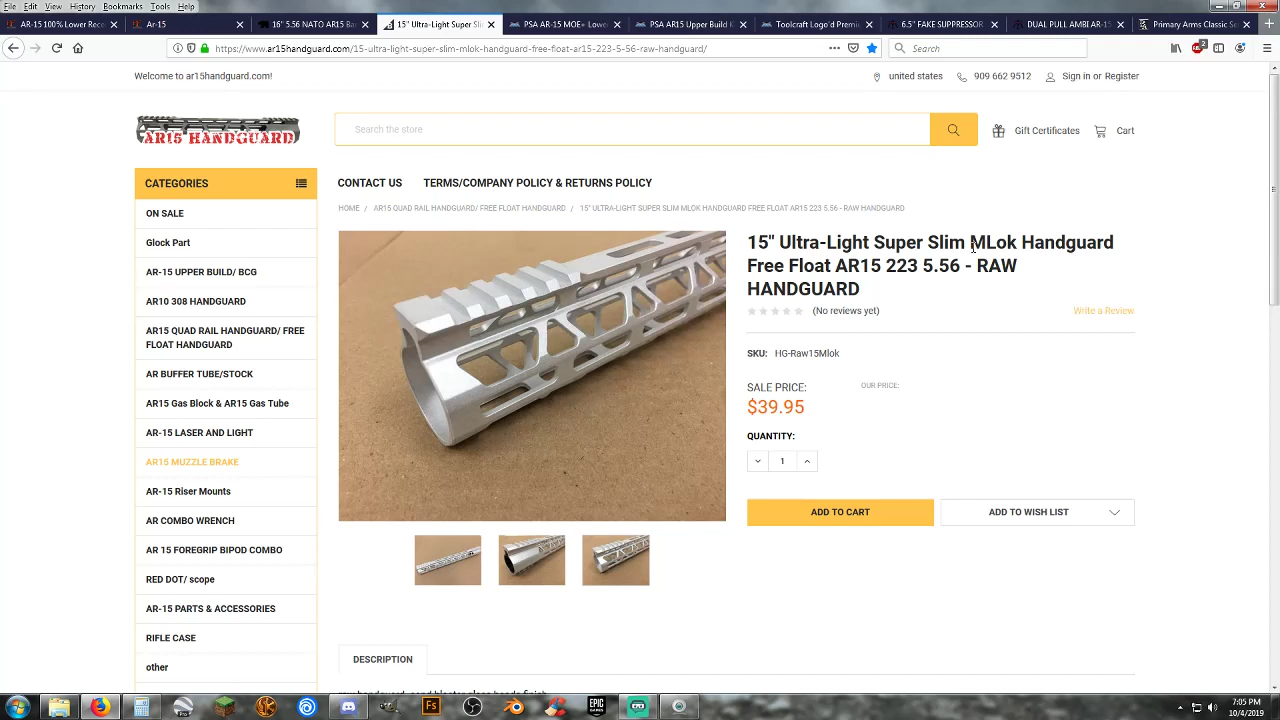 File Edit View History Bookmarks Tools Help
AR-15 100% Lower Rece
AR-15
16" 5.56 NATO AR15 Bar
15" Ultra-Light Super Sli
PSA AR-15 MOE+ Lower
PSA AR15 Upper Build K
Toolcraft Logo'd Premiu
6.5" FAKE SUPPRESSOR
DUAL PULL AMBI AR-15
Primary Arms Classic Se
https://www.ar15handguard.com/15-ultra-light-super-slim-mlok-handguard-free-float-ar15-223-5-56-raw-handguard/
Search
2
Welcome to ar15handguard.com!
united states
909 662 9512
Sign in or Register
AR15 HANDGUARD
Search the store
Gift Certificates
Cart
CATEGORIES
CONTACT US
TERMS/COMPANY POLICY & RETURNS POLICY
HOME / AR15 QUAD RAIL HANDGUARD/ FREE FLOAT HANDGUARD / 15" ULTRA-LIGHT SUPER SLIM MLOK HANDGUARD FREE FLOAT AR15 223 5.56 - RAW HANDGUARD
ON SALE
Glock Part
AR-15 UPPER BUILD/ BCG
AR10 308 HANDGUARD
AR15 QUAD RAIL HANDGUARD/ FREE
FLOAT HANDGUARD
AR BUFFER TUBE/STOCK
AR15 Gas Block & AR15 Gas Tube
AR-15 LASER AND LIGHT
AR15 MUZZLE BRAKE
AR-15 Riser Mounts
AR COMBO WRENCH
AR 15 FOREGRIP BIPOD COMBO
RED DOT/ scope
AR-15 PARTS & ACCESSORIES
RIFLE CASE
other
15" Ultra-Light Super Slim MLok Handguard
Free Float AR15 223 5.56 - RAW
HANDGUARD
(No reviews yet)
Write a Review
SKU: HG-Raw15Mlok
SALE PRICE:
OUR PRICE:
$39.95
QUANTITY:
1
ADD TO CART
ADD TO WISH LIST
DESCRIPTION
Pro
Fs
EPIC
GAMES
7:05 PM
10/4/2019